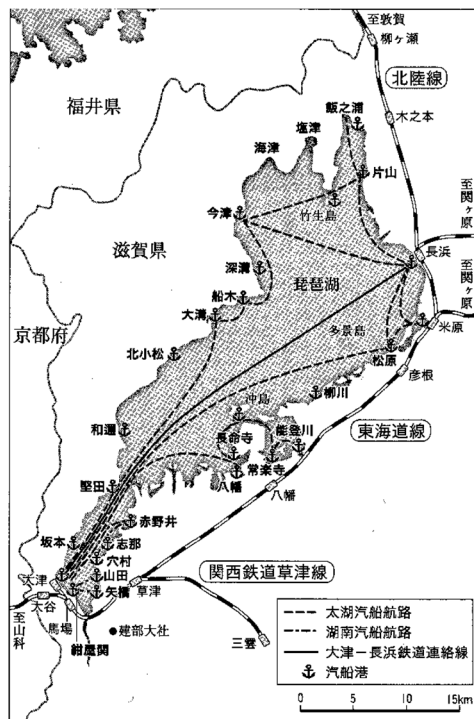 至敦賀
柳ヶ瀬
北陸線
福井県
飯之浦
木之本
塩津
海津
片山
至関ヶ原
竹生島
今津
長浜
滋賀県
深溝
至関ヶ原
琵琶湖
船木
大溝
米原
京都府
多景島
北小松
松原
彦根
柳川
沖島
和邇
能登川
東海道線
長命寺
常楽寺
八幡
八幡
堅田
赤野井
坂本
志那
穴村
関西鉄道草津線
大津
山田
草津
大谷
矢橋
至山科
馬場
建部大社
三雲
紺屋関
太湖汽船航路
湖南汽船航路
大津－長浜鉄道連絡線
汽船港
0 5 10 15km